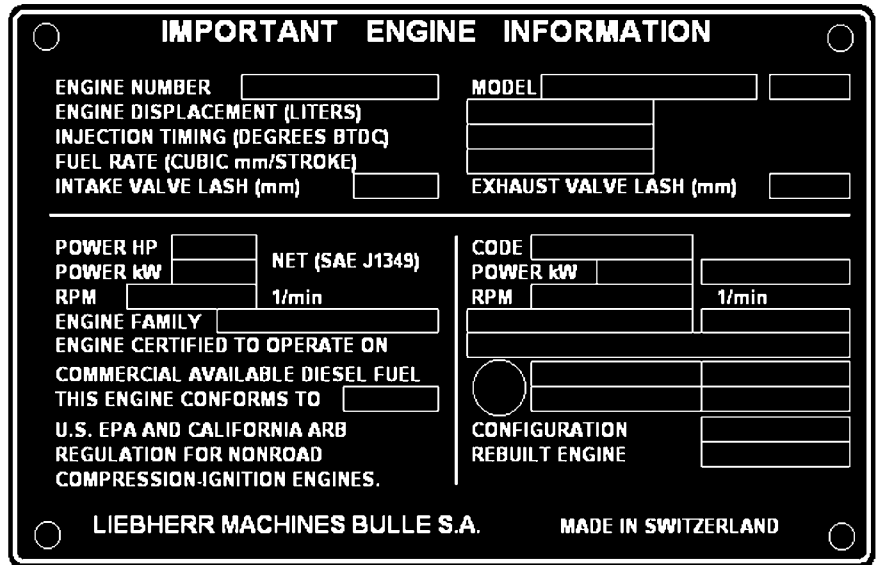 IMPORTANT ENGINE INFORMATION
ENGINE NUMBER MODEL
ENGINE DISPLACEMENT (LITERS)
INJECTION TIMING (DEGREES BTDC)
FUEL RATE (CUBIC mm/STROKE)
INTAKE VALVE LASH (mm) EXHAUST VALVE LASH (mm)
POWER HP
POWER kW
NET (SAE J1349)
RPM 1/min
ENGINE FAMILY
ENGINE CERTIFIED TO OPERATE ON
COMMERCIAL AVAILABLE DIESEL FUEL
THIS ENGINE CONFORMS TO
U.S. EPA AND CALIFORNIA ARB
REGULATION FOR NONROAD
COMPRESSION-IGNITION ENGINES.
CODE
POWER kW
RPM 1/min
CONFIGURATION
REBUILT ENGINE
LIEBHERR MACHINES BULLE S.A. MADE IN SWITZERLAND